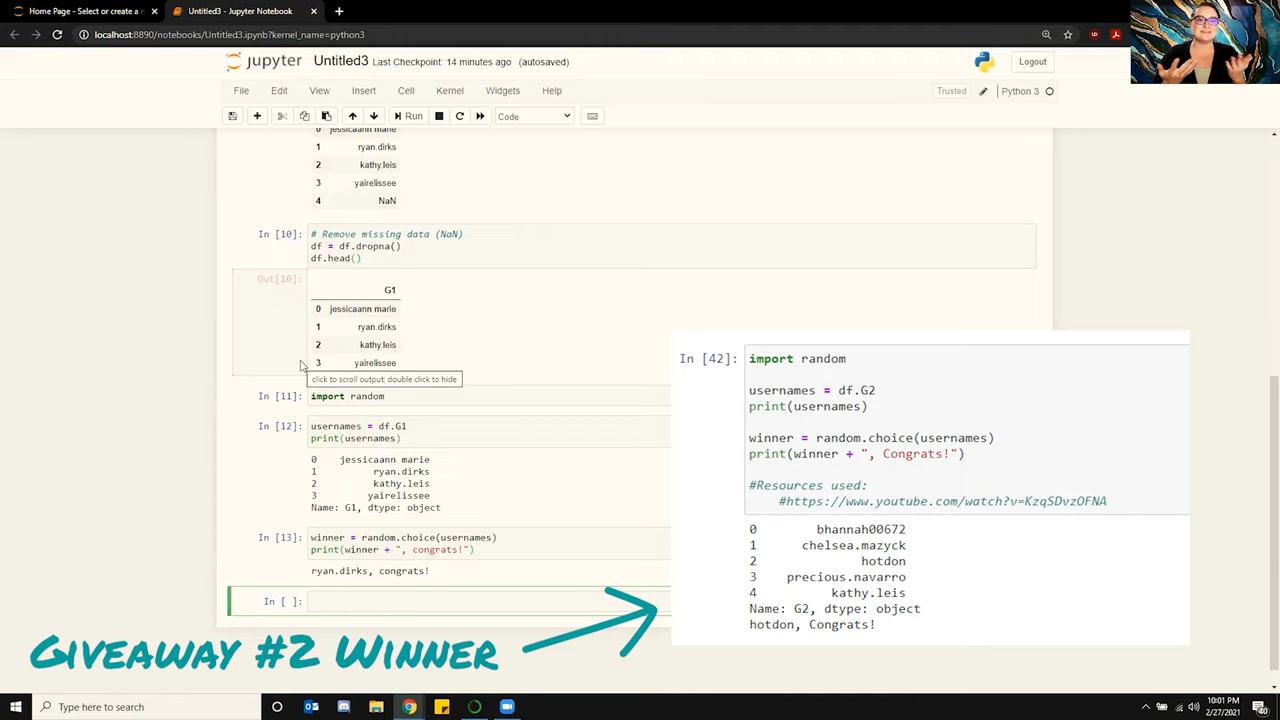 Home Page - Select or create a n
Untitled3 - Jupyter Notebook
localhost:8890/notebooks/Untitled3.ipynb?kernel_name=python3
jupyter Untitled3 Last Checkpoint: 14 minutes ago (autosaved)
Logout
File Edit View Insert Cell Kernel Widgets Help
Trusted
Python 3
Run
Code
0 jessicaann marie
1 ryan.dirks
2 kathy.leis
3 yairelissee
4 NaN
In [10]:
# Remove missing data (NaN)
df = df.dropna()
df.head()
Out[10]:
G1
0 jessicaann marie
1 ryan.dirks
2 kathy.leis
3 yairelissee
click to scroll output; double click to hide
In [11]: import random
In [12]: usernames = df.G1
print(usernames)
0 jessicaann marie
1 ryan.dirks
2 kathy.leis
3 yairelissee
Name: G1, dtype: object
In [13]: winner = random.choice(usernames)
print(winner + ", congrats!")
ryan.dirks, congrats!
In [ ]:
In [42]: import random
usernames = df.G2
print(usernames)
winner = random.choice(usernames)
print(winner + ", Congrats!")
#Resources used:
#https://www.youtube.com/watch?v=KzqSDvzOFNA
0 bhannah00672
1 chelsea.mazyck
2 hotdon
3 precious.navarro
4 kathy.leis
Name: G2, dtype: object
hotdon, Congrats!
GIVEAWAY #2 WINNER
Type here to search
10:01 PM
2/27/2021
40